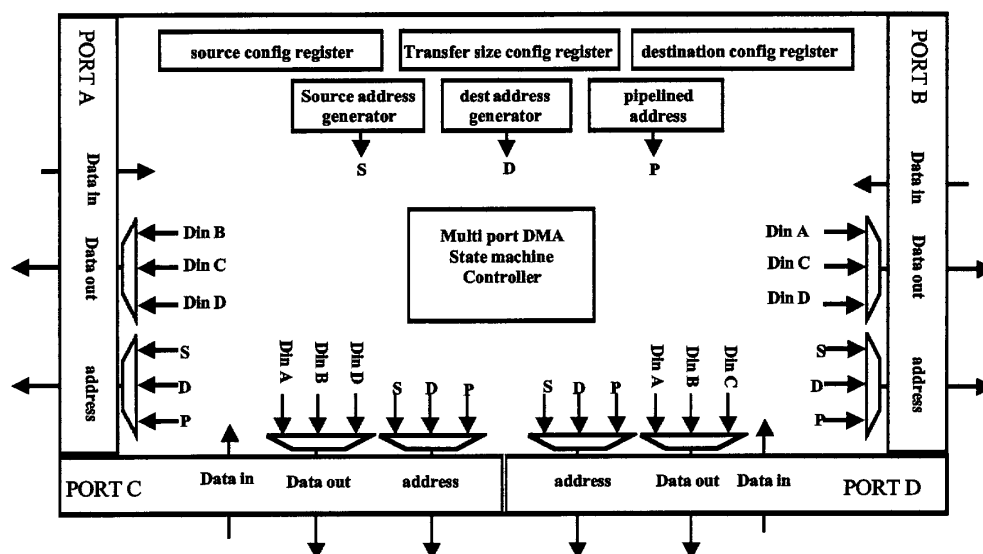 PORT A
source config register
Transfer size config register
destination config register
PORT B
Source address
generator
dest address
generator
pipelined
address
S
D
P
Data in
Data out
address
Din B
Din C
Din D
S
D
P
Multi port DMA
State machine
Controller
Din A
Din C
Din D
S
D
P
Data in
Data out
address
Din A
Din B
Din D
S
D
P
S
D
P
Din A
Din B
Din C
PORT C
Data in
Data out
address
address
Data out
Data in
PORT D